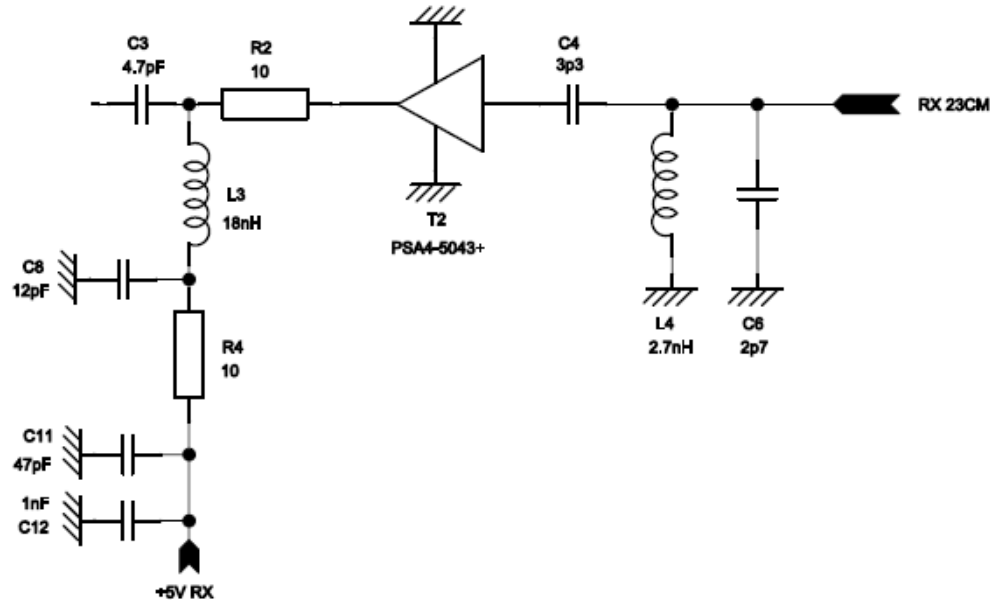 C3
4.7pF
R2
10
C4
3p3
RX 23CM
L3
18nH
T2
PSA4-5043+
C8
12pF
L4
2.7nH
C6
2p7
R4
10
C11
47pF
1nF
C12
+5V RX